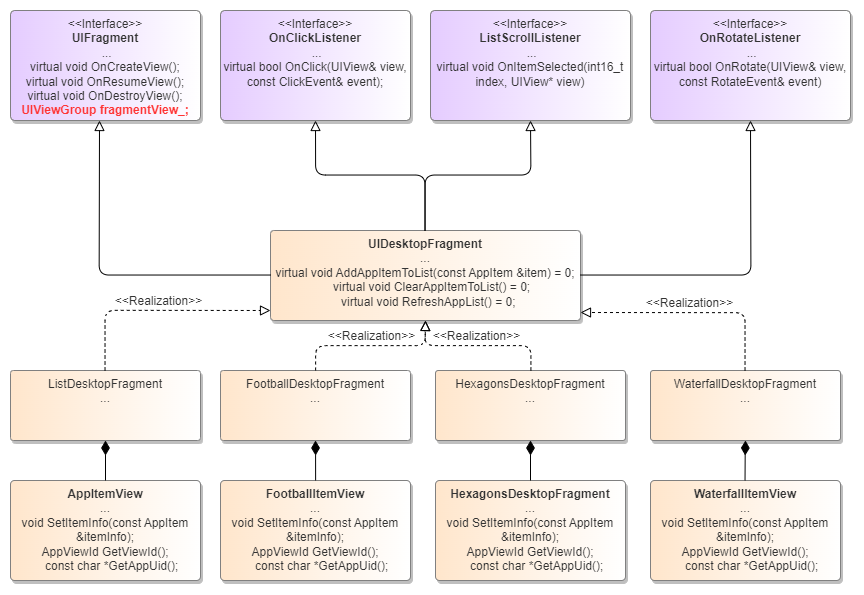 <<Interface>>
UIFragment
...
virtual void OnCreateView();
virtual void OnResumeView();
virtual void OnDestroyView();
UIViewGroup fragmentView_;
<<Interface>>
OnClickListener
...
virtual bool OnClick(UIView& view,
const ClickEvent& event);
<<Interface>>
ListScrollListener
...
virtual void OnItemSelected(int16_t
index, UIView* view)
<<Interface>>
OnRotateListener
...
virtual bool OnRotate(UIView& view,
const RotateEvent& event)
UIDesktopFragment
...
virtual void AddAppItemToList(const AppItem &item) = 0;
virtual void ClearAppItemToList() = 0;
virtual void RefreshAppList() = 0;
<<Realization>>
<<Realization>>
<<Realization>>
<<Realization>>
ListDesktopFragment
...
FootballDesktopFragment
...
HexagonsDesktopFragment
...
WaterfallDesktopFragment
...
AppItemView
...
void SetItemInfo(const AppItem
&itemInfo);
AppViewId GetViewId();
const char *GetAppUid();
FootballItemView
...
void SetItemInfo(const AppItem
&itemInfo);
AppViewId GetViewId();
const char *GetAppUid();
HexagonsDesktopFragment
...
void SetItemInfo(const AppItem
&itemInfo);
AppViewId GetViewId();
const char *GetAppUid();
WaterfallItemView
...
void SetItemInfo(const AppItem
&itemInfo);
AppViewId GetViewId();
const char *GetAppUid();